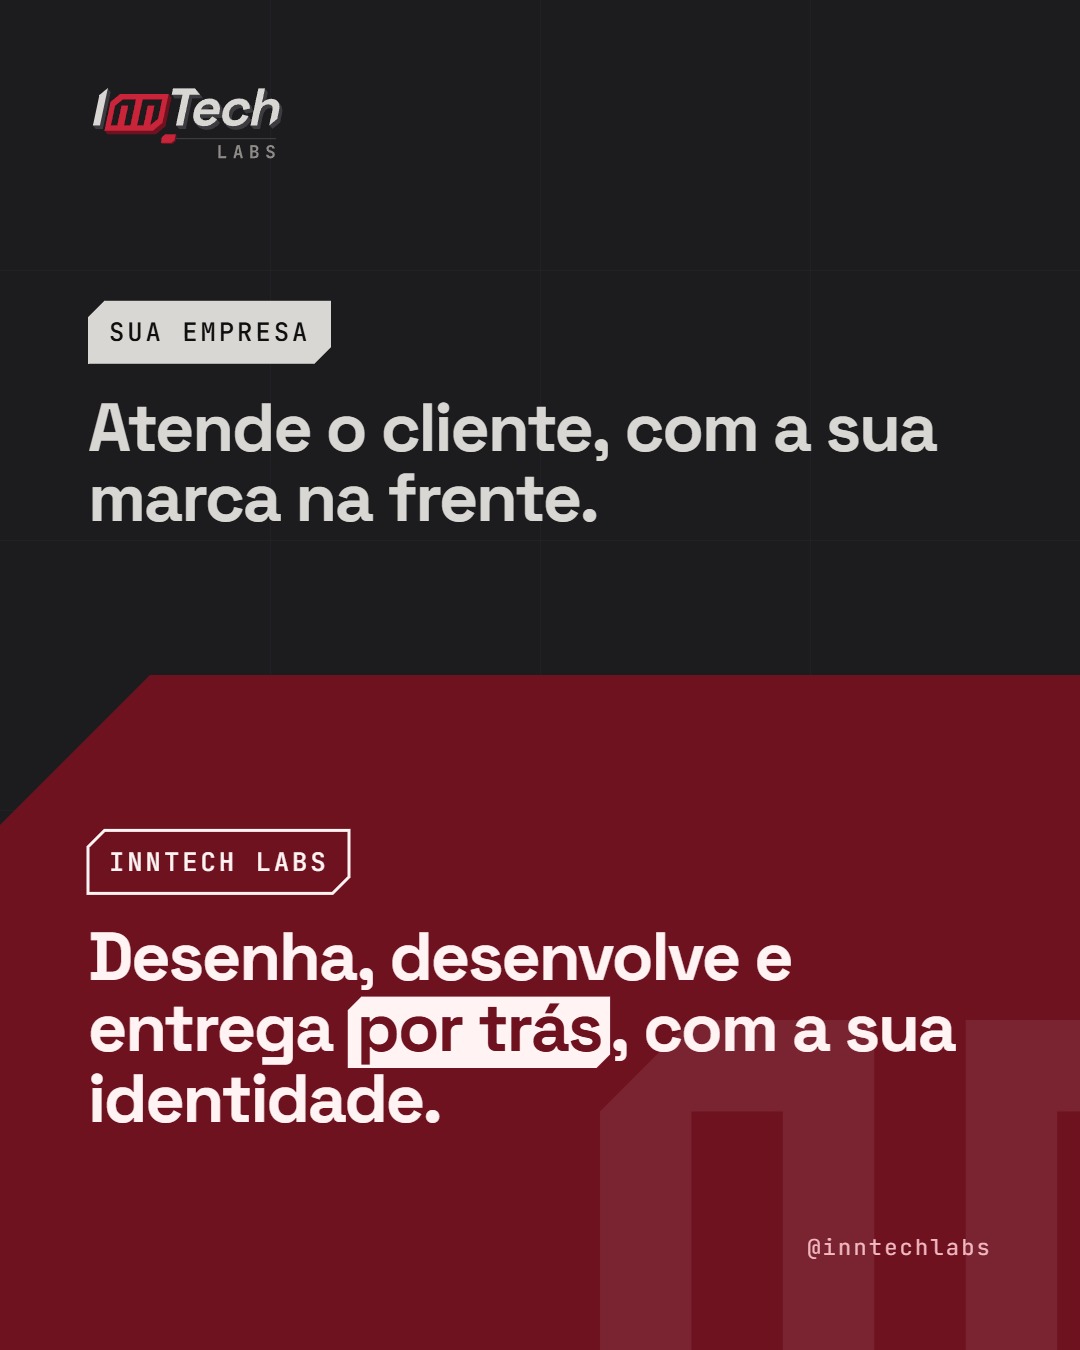 InnTech
LABS
SUA EMPRESA
Atende o cliente, com a sua
marca na frente.
INNTECH LABS
Desenha, desenvolve e
entrega por trás, com a sua
identidade.
@inntechlabs